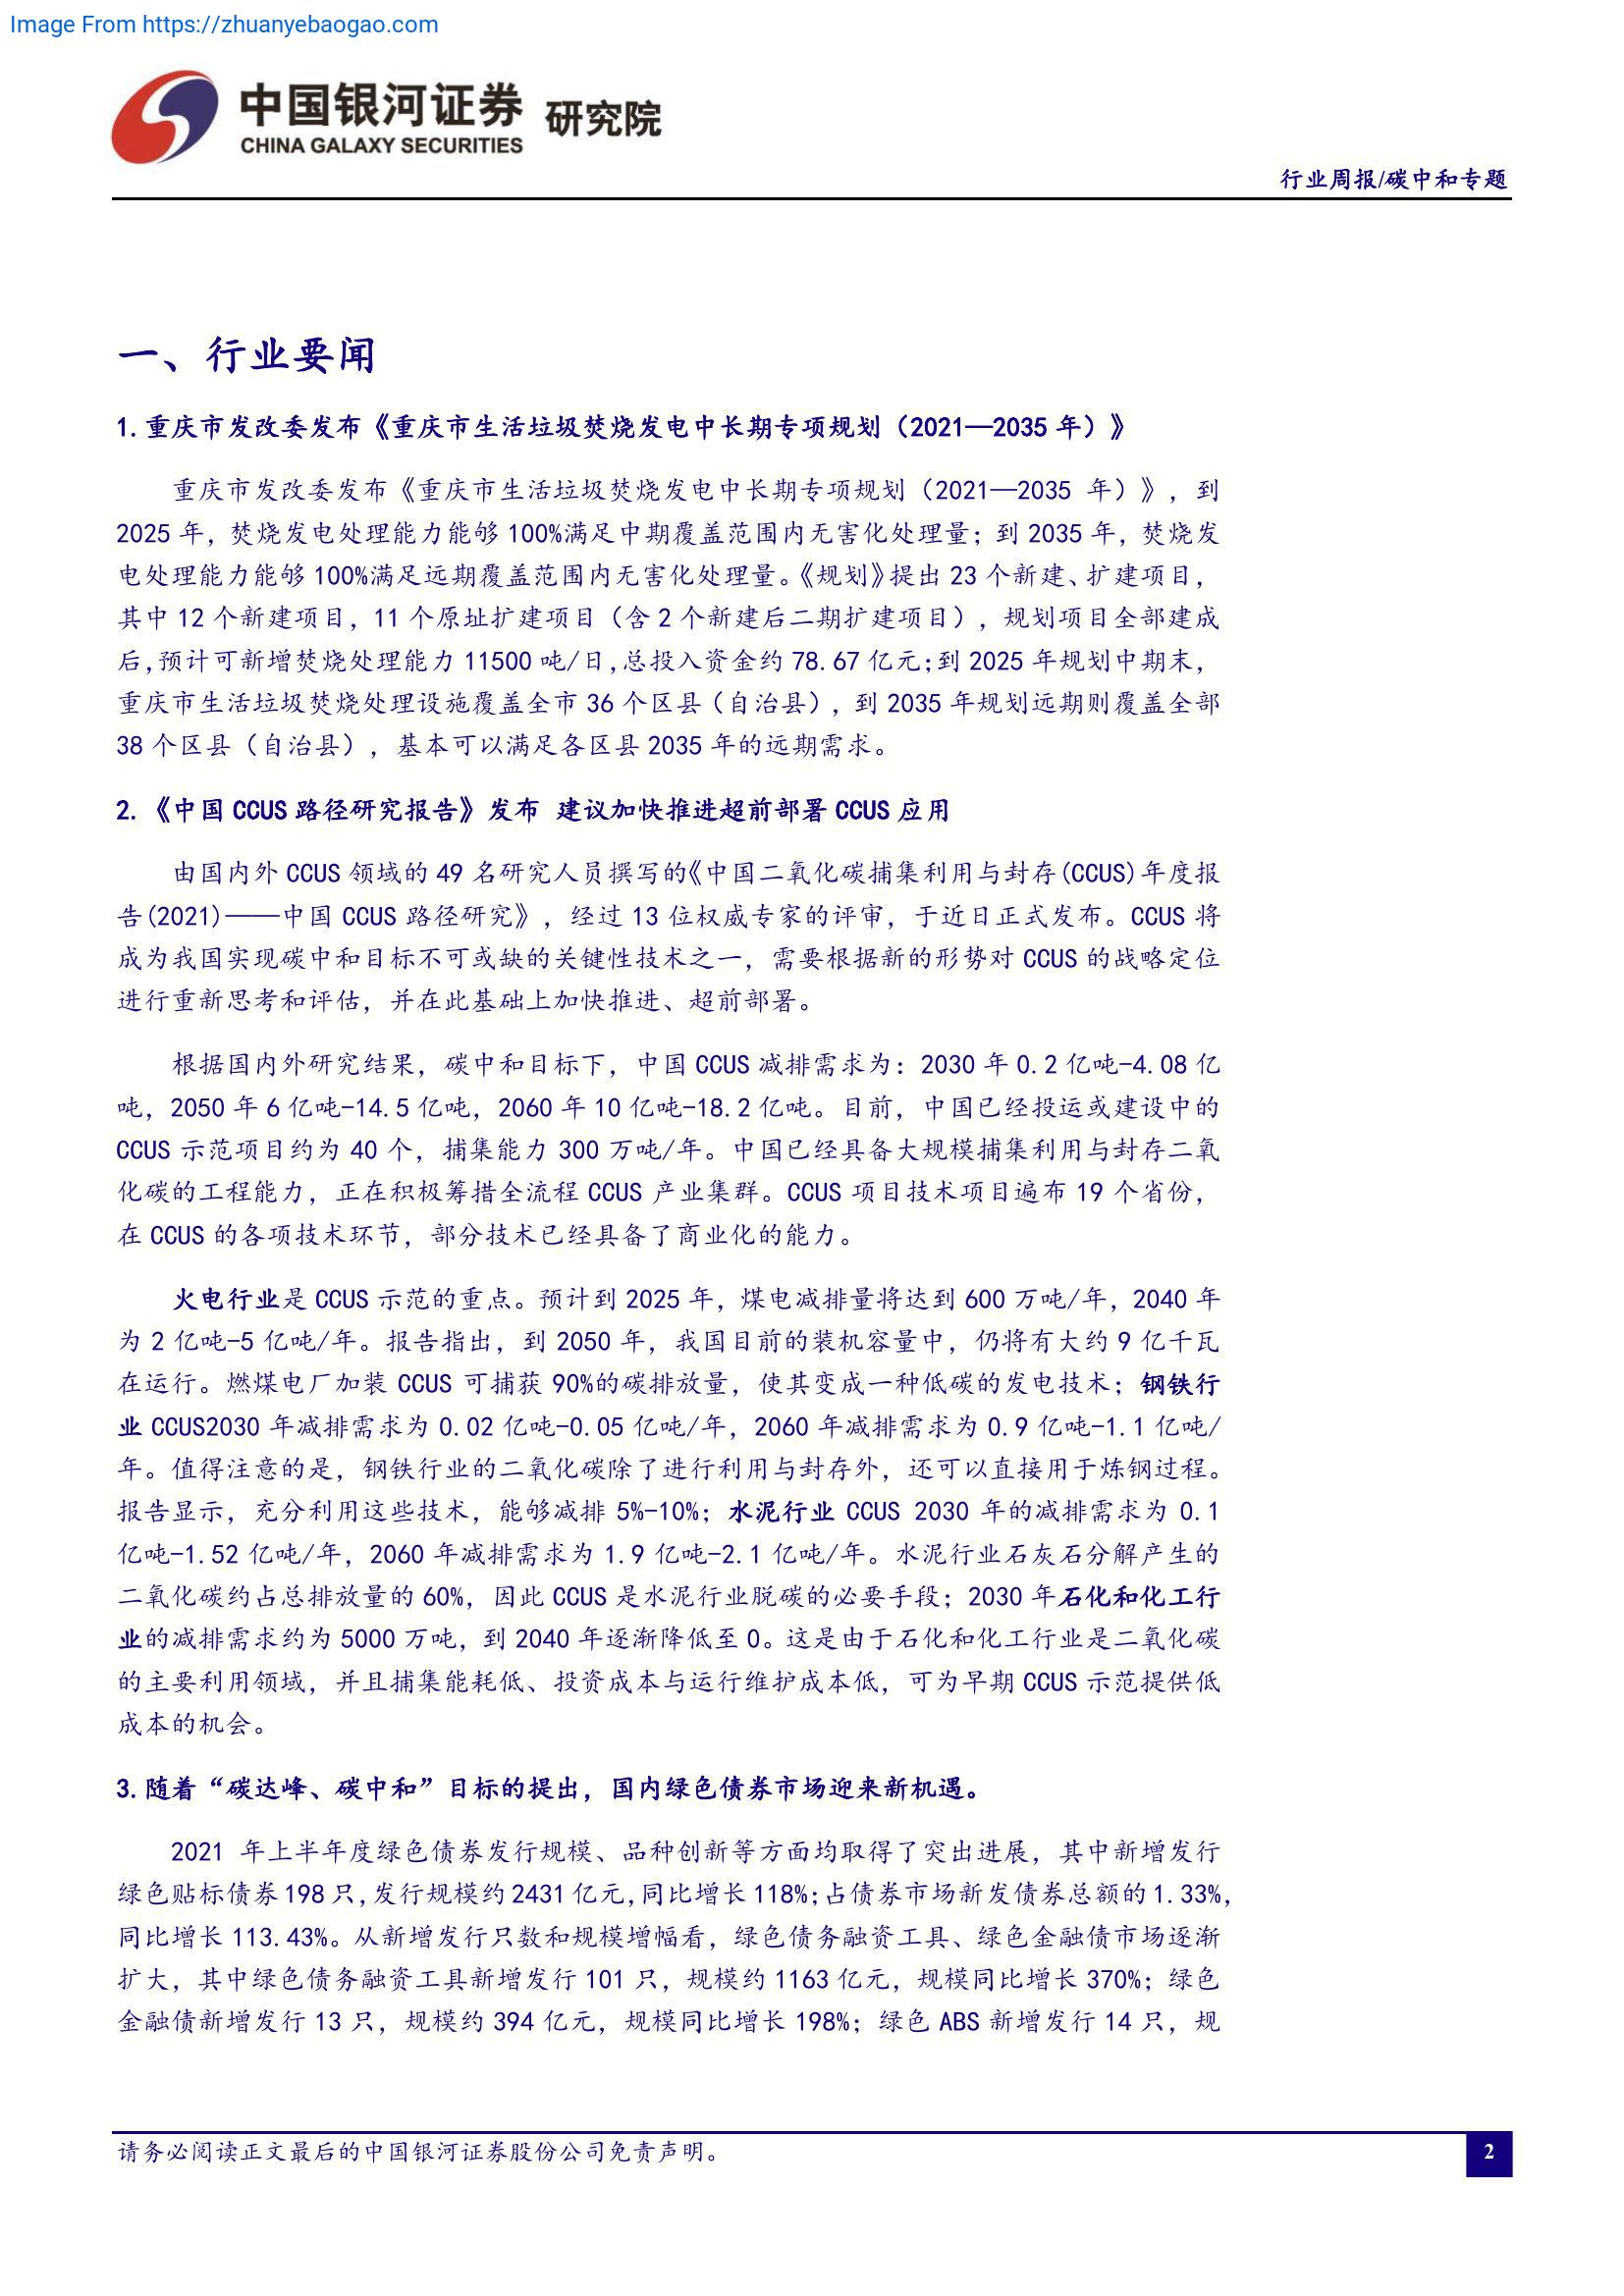 Image From https://zhuanyebaogao.com
中国银河证券 研究院
CHINA GALAXY SECURITIES
行业周报/碳中和专题
一、行业要闻
1.重庆市发改委发布《重庆市生活垃圾焚烧发电中长期专项规划（2021—2035 年）》
重庆市发改委发布《重庆市生活垃圾焚烧发电中长期专项规划（2021—2035 年）》，到
2025 年，焚烧发电处理能力能够 100%满足中期覆盖范围内无害化处理量；到 2035 年，焚烧发
电处理能力能够 100%满足远期覆盖范围内无害化处理量。《规划》提出 23 个新建、扩建项目，
其中 12 个新建项目，11 个原址扩建项目（含 2 个新建后二期扩建项目），规划项目全部建成
后,预计可新增焚烧处理能力 11500 吨/日,总投入资金约 78.67 亿元;到 2025 年规划中期末，
重庆市生活垃圾焚烧处理设施覆盖全市 36 个区县（自治县），到 2035 年规划远期则覆盖全部
38 个区县（自治县），基本可以满足各区县 2035 年的远期需求。
2.《中国 CCUS 路径研究报告》发布 建议加快推进超前部署 CCUS 应用
由国内外 CCUS 领域的 49 名研究人员撰写的《中国二氧化碳捕集利用与封存(CCUS)年度报
告(2021)——中国 CCUS 路径研究》，经过 13 位权威专家的评审，于近日正式发布。CCUS 将
成为我国实现碳中和目标不可或缺的关键性技术之一，需要根据新的形势对 CCUS 的战略定位
进行重新思考和评估，并在此基础上加快推进、超前部署。
根据国内外研究结果，碳中和目标下，中国 CCUS 减排需求为：2030 年 0.2 亿吨-4.08 亿
吨，2050 年 6 亿吨-14.5 亿吨，2060 年 10 亿吨-18.2 亿吨。目前，中国已经投运或建设中的
CCUS 示范项目约为 40 个，捕集能力 300 万吨/年。中国已经具备大规模捕集利用与封存二氧
化碳的工程能力，正在积极筹措全流程 CCUS 产业集群。CCUS 项目技术项目遍布 19 个省份，
在 CCUS 的各项技术环节，部分技术已经具备了商业化的能力。
火电行业是 CCUS 示范的重点。预计到 2025 年，煤电减排量将达到 600 万吨/年，2040 年
为 2 亿吨-5 亿吨/年。报告指出，到 2050 年，我国目前的装机容量中，仍将有大约 9 亿千瓦
在运行。燃煤电厂加装 CCUS 可捕获 90%的碳排放量，使其变成一种低碳的发电技术；钢铁行
业 CCUS2030 年减排需求为 0.02 亿吨-0.05 亿吨/年，2060 年减排需求为 0.9 亿吨-1.1 亿吨/
年。值得注意的是，钢铁行业的二氧化碳除了进行利用与封存外，还可以直接用于炼钢过程。
报告显示，充分利用这些技术，能够减排 5%-10%；水泥行业 CCUS 2030 年的减排需求为 0.1
亿吨-1.52 亿吨/年，2060 年减排需求为 1.9 亿吨-2.1 亿吨/年。水泥行业石灰石分解产生的
二氧化碳约占总排放量的 60%，因此 CCUS 是水泥行业脱碳的必要手段；2030 年石化和化工行
业的减排需求约为 5000 万吨，到 2040 年逐渐降低至 0。这是由于石化和化工行业是二氧化碳
的主要利用领域，并且捕集能耗低、投资成本与运行维护成本低，可为早期 CCUS 示范提供低
成本的机会。
3.随着“碳达峰、碳中和”目标的提出，国内绿色债券市场迎来新机遇。
2021 年上半年度绿色债券发行规模、品种创新等方面均取得了突出进展，其中新增发行
绿色贴标债券 198 只,发行规模约 2431 亿元,同比增长 118%;占债券市场新发债券总额的 1.33%,
同比增长 113.43%。从新增发行只数和规模增幅看，绿色债务融资工具、绿色金融债市场逐渐
扩大，其中绿色债务融资工具新增发行 101 只，规模约 1163 亿元，规模同比增长 370%；绿色
金融债新增发行 13 只，规模约 394 亿元，规模同比增长 198%；绿色 ABS 新增发行 14 只，规
请务必阅读正文最后的中国银河证券股份公司免责声明。
2